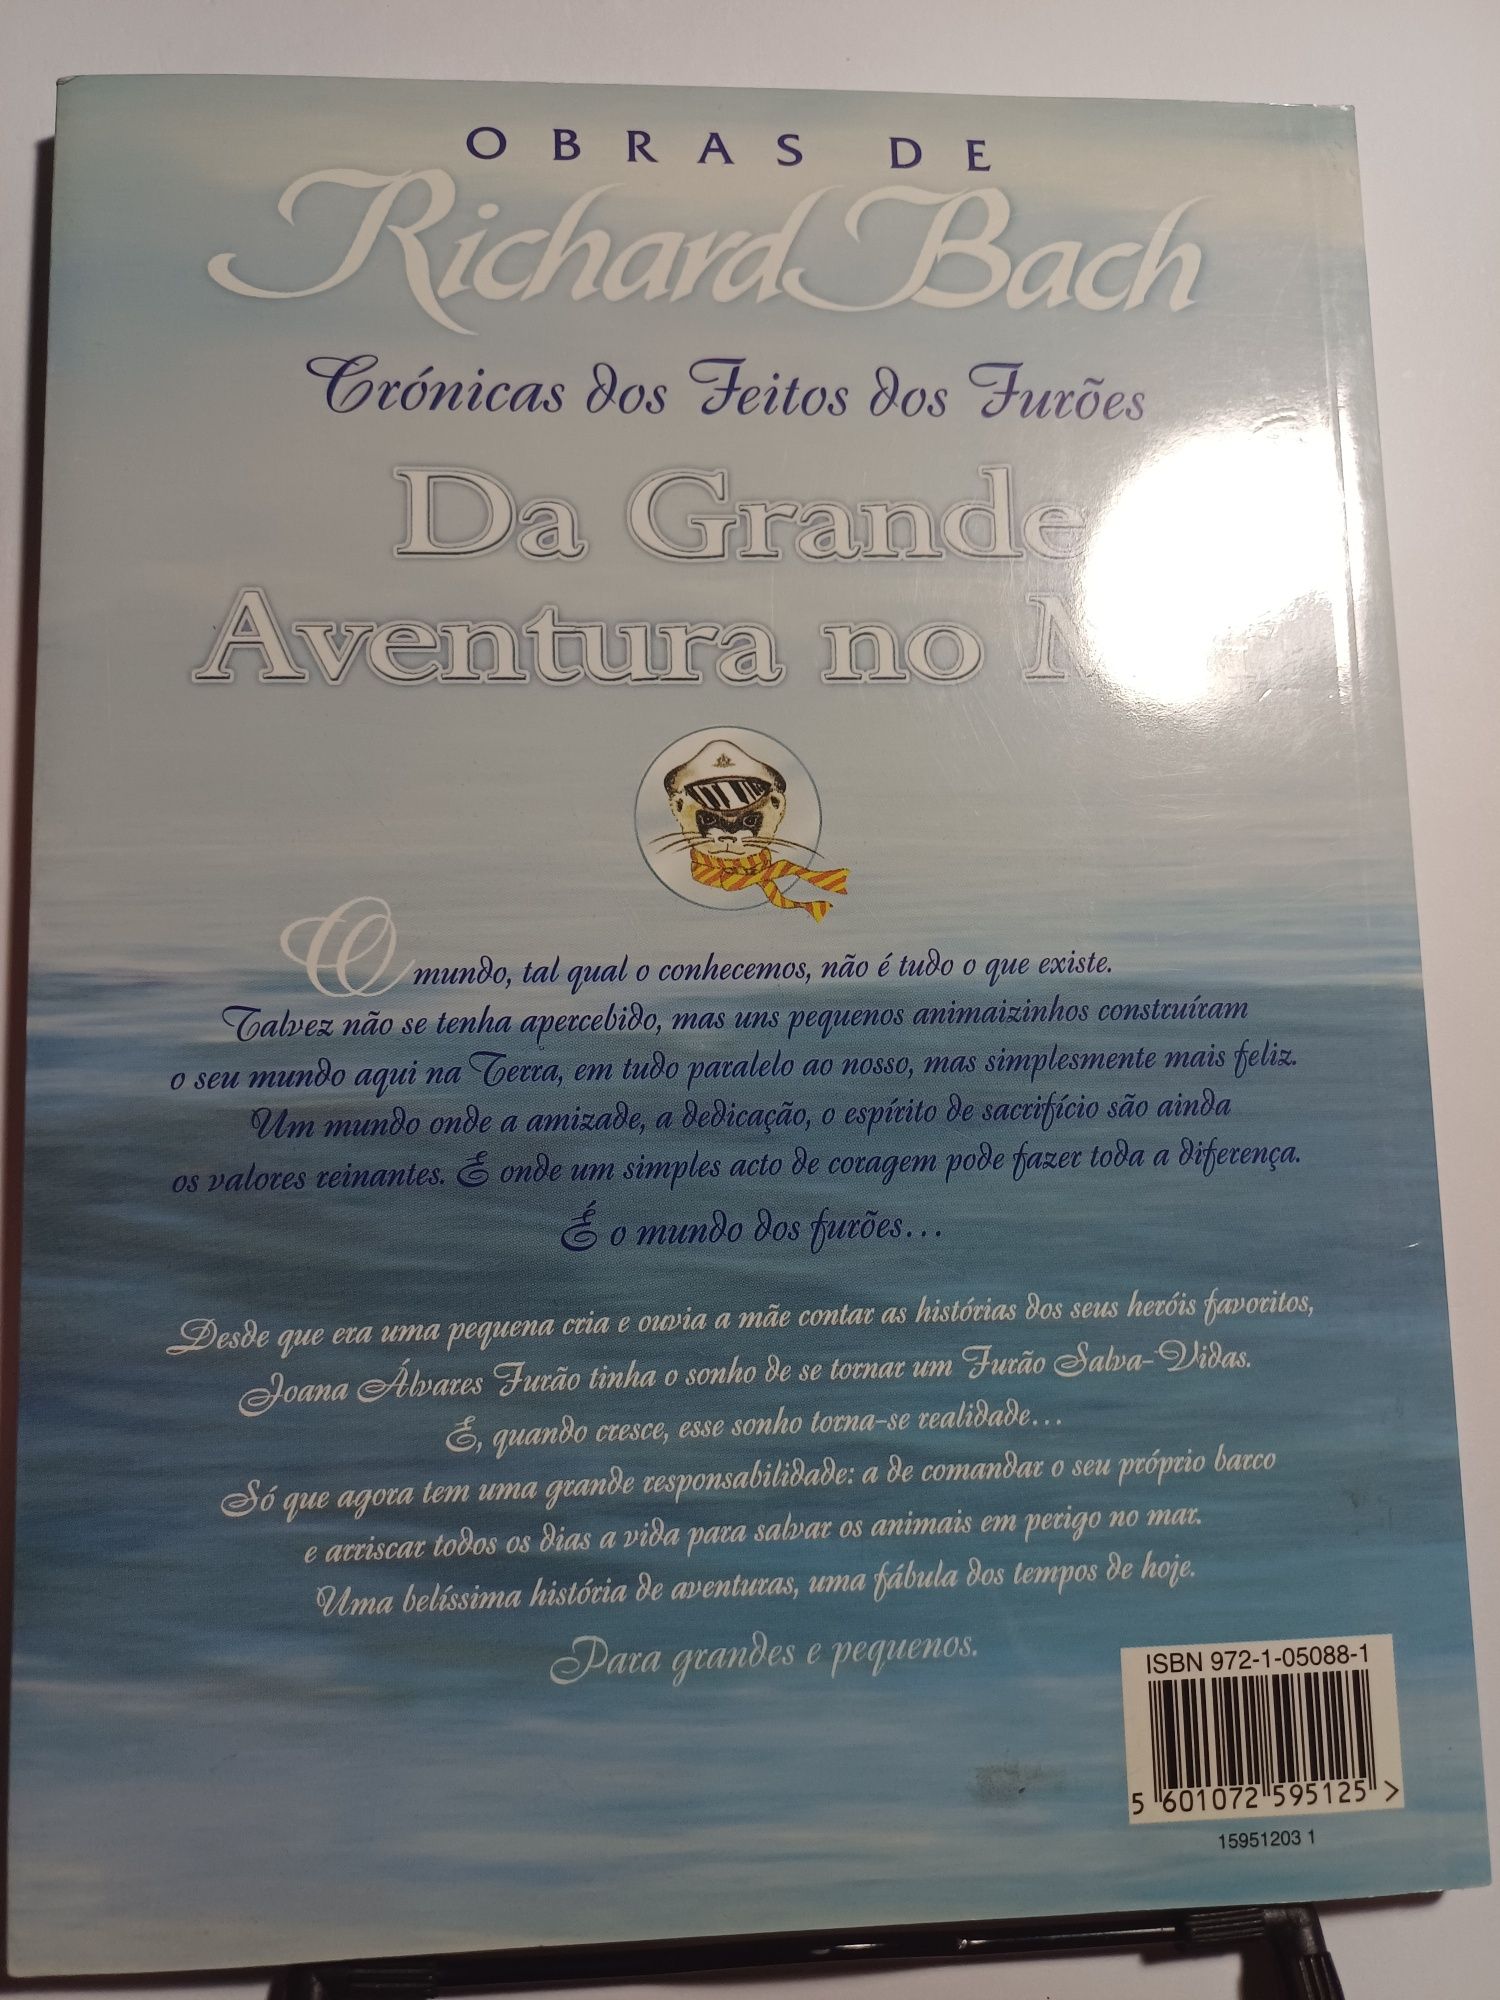 OBRAS DE
Richard Bach
Crónicas dos Feitos dos Furões
Da Grande
Aventura no Mar
O mundo, tal qual o conhecemos, não é tudo o que existe.
Talvez não se tenha apercebido, mas uns pequenos animaizinhos construíram
o seu mundo aqui na Terra, em tudo paralelo ao nosso, mas simplesmente mais feliz.
Um mundo onde a amizade, a dedicação, o espírito de sacrifício são ainda
os valores reinantes. E onde um simples acto de coragem pode fazer toda a diferença.
É o mundo dos furões...
Desde que era uma pequena cria e ouvia a mãe contar as histórias dos seus heróis favoritos,
Joana Álvares Furão tinha o sonho de se tornar um Furão Salva-Vidas.
E, quando cresce, esse sonho torna-se realidade...
Só que agora tem uma grande responsabilidade: a de comandar o seu próprio barco
e arriscar todos os dias a vida para salvar os animais em perigo no mar.
Uma belíssima história de aventuras, uma fábula dos tempos de hoje.
Para grandes e pequenos.
ISBN 972-1-05088-1
5 601072 595125 >
15951203 1